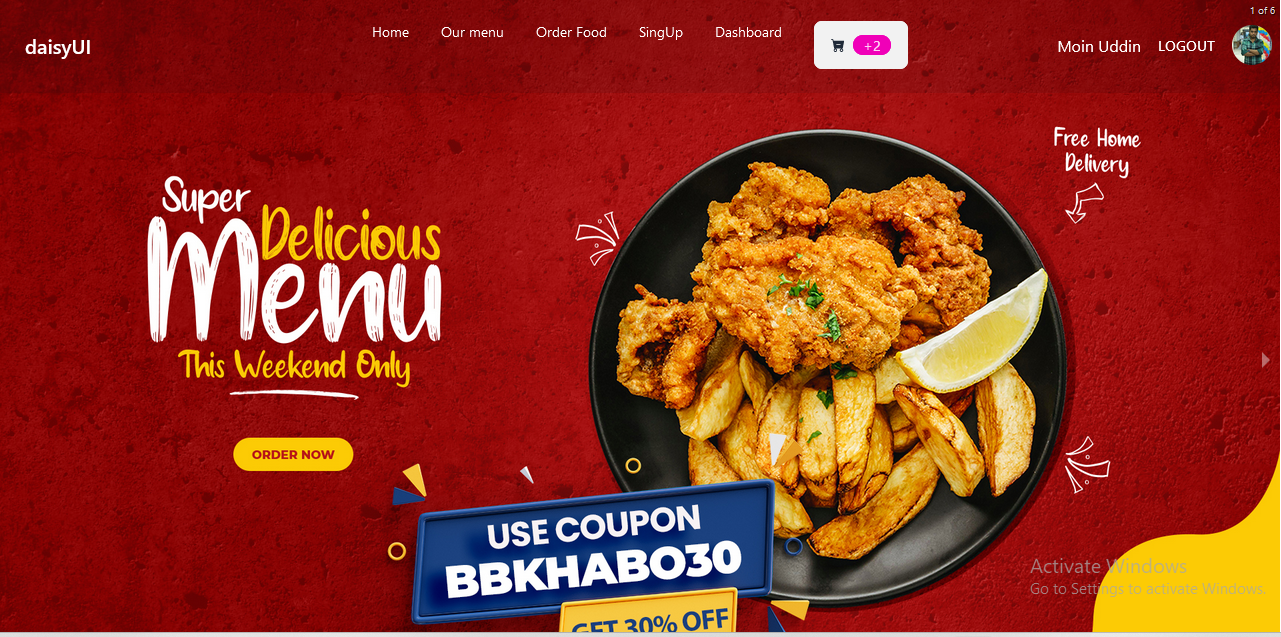 1 of 6
daisyUI
Home
Our menu
Order Food
SingUp
Dashboard
+2
Moin Uddin
LOGOUT
Free Home
Delivery
Super
Delicious
Menu
This Weekend Only
ORDER NOW
USE COUPON
BBKHABO30
GET 30% OFF
Activate Windows
Go to Settings to activate Windows.